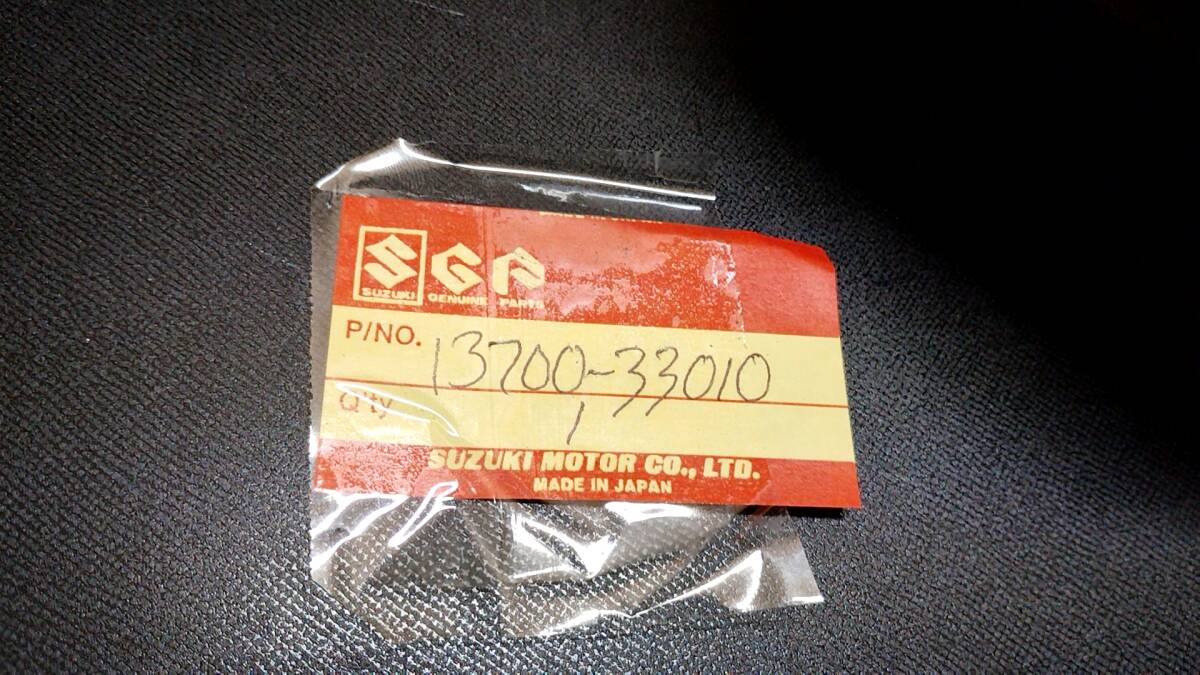 SUZUKI
SGP
GENUINE PARTS
P/NO. 13700-33010
Q'ty 1
SUZUKI MOTOR CO., LTD.
MADE IN JAPAN